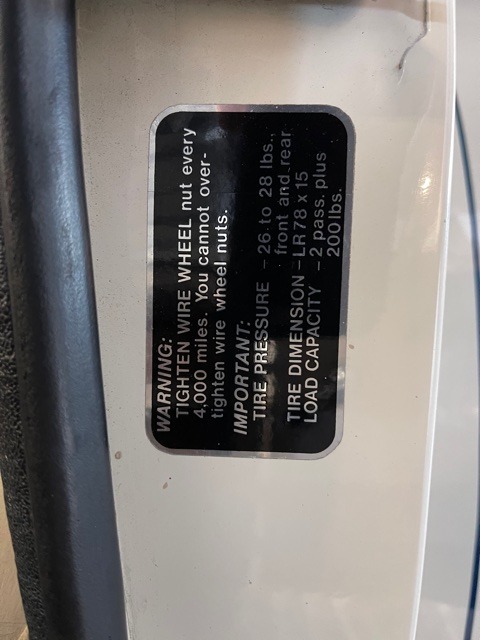 WARNING:
TIGHTEN WIRE WHEEL nut every
4,000 miles. You cannot over-
tighten wire wheel nuts.
IMPORTANT:
TIRE PRESSURE - 26 to 28 lbs.,
front and rear
TIRE DIMENSION - LR78 x 15
LOAD CAPACITY - 2 pass. plus
200 lbs.